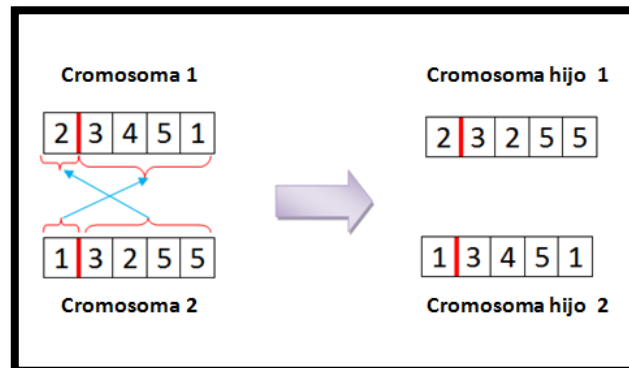 Cromosoma 1
2 3 4 5 1
1 3 2 5 5
Cromosoma 2
Cromosoma hijo 1
2 3 2 5 5
1 3 4 5 1
Cromosoma hijo 2